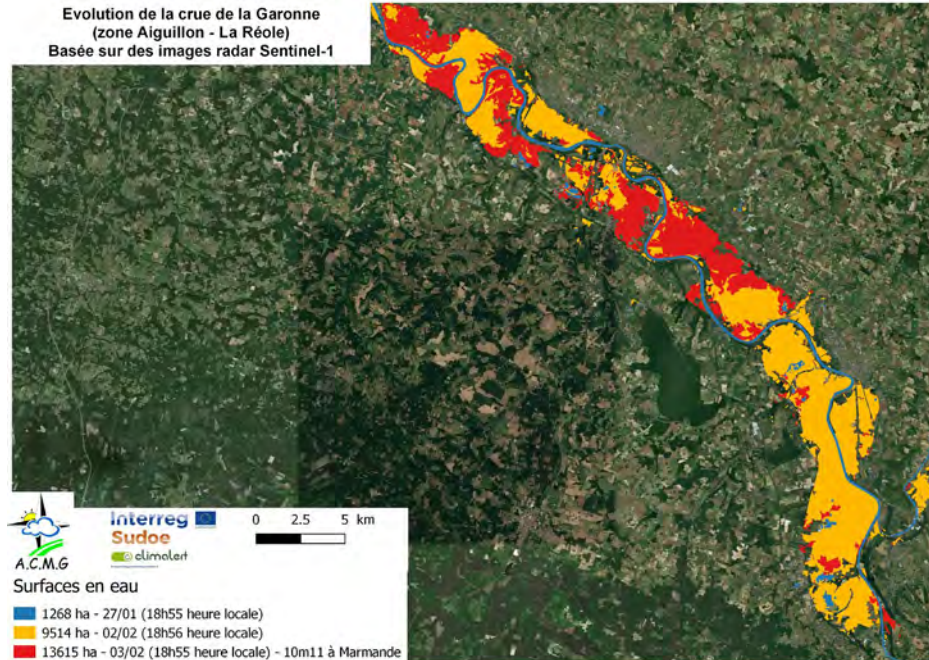 Evolution de la crue de la Garonne
(zone Aiguillon - La Réole)
Basée sur des images radar Sentinel-1
A.C.M.G
Interreg
Sudoe
climalert
0 2.5 5 km
Surfaces en eau
1268 ha - 27/01 (18h55 heure locale)
9514 ha - 02/02 (18h56 heure locale)
13615 ha - 03/02 (18h55 heure locale) - 10m11 à Marmande